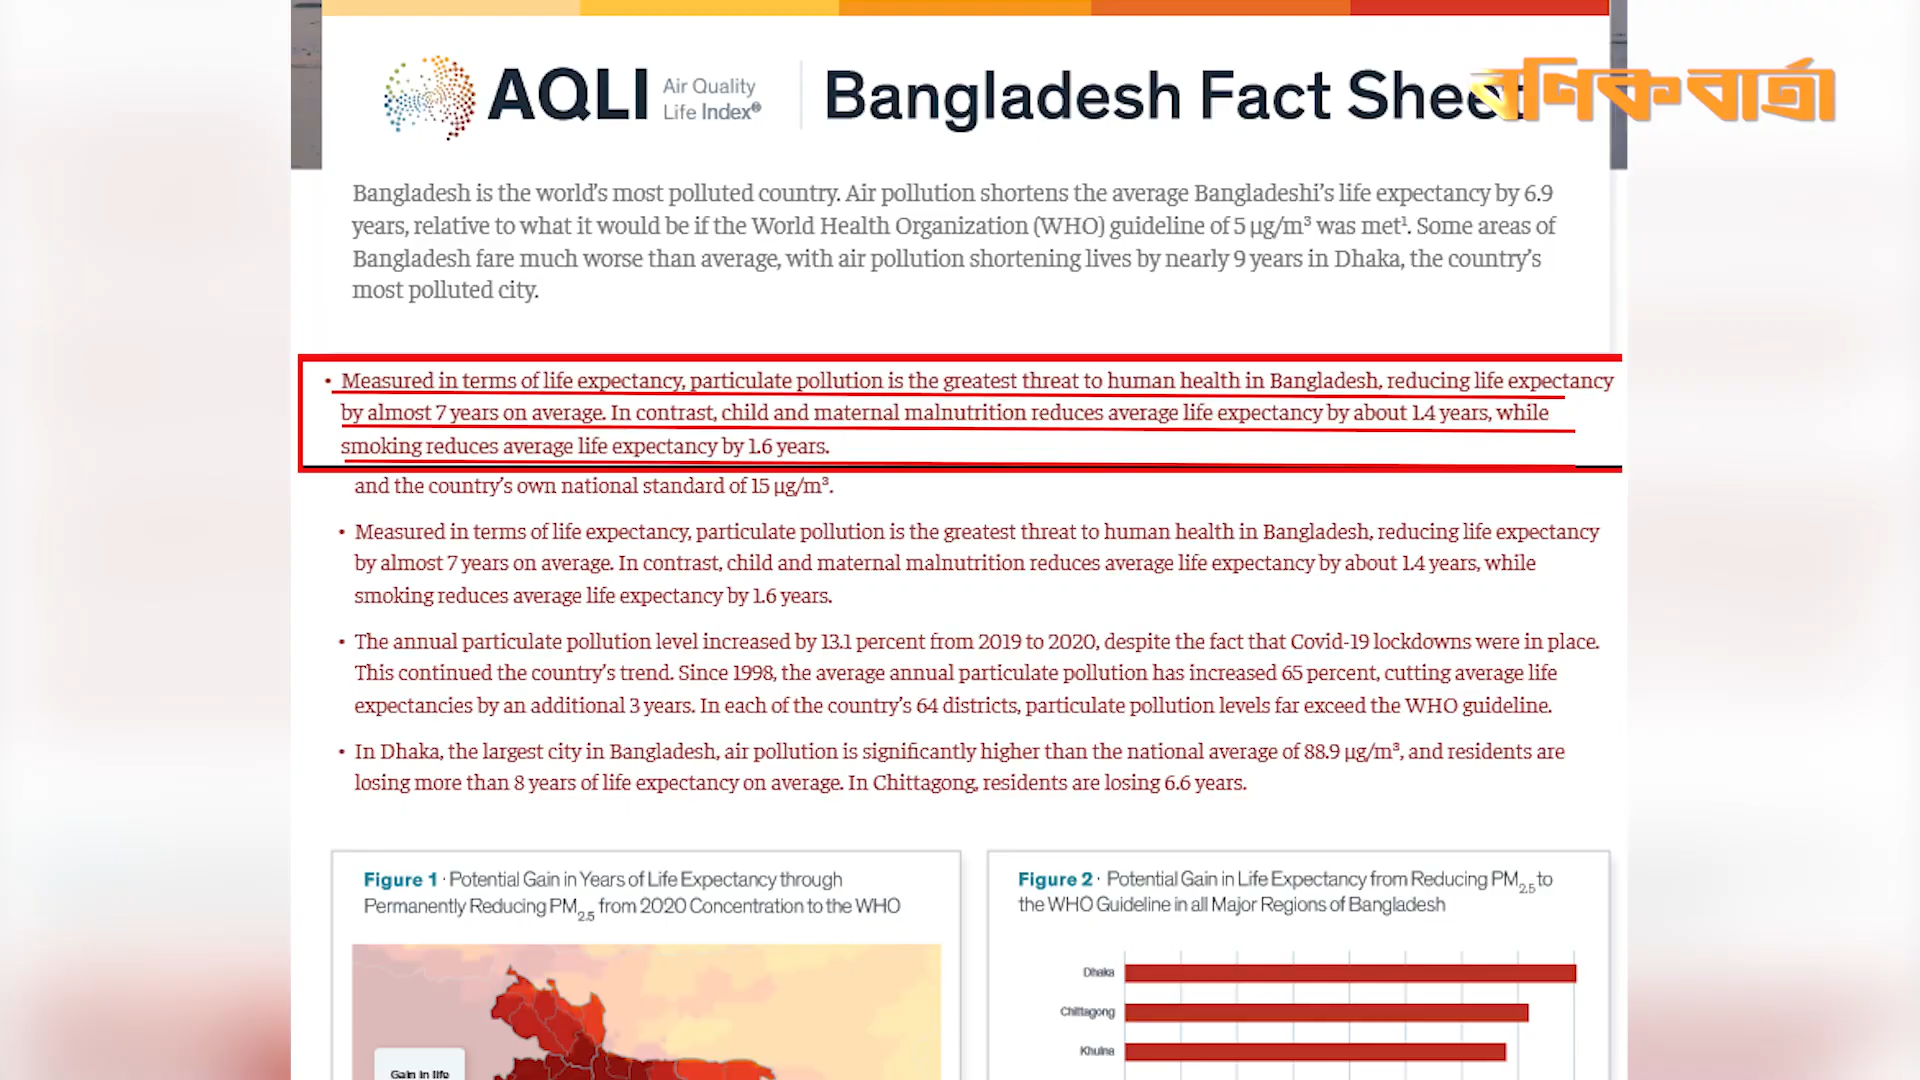 AQLI
Air Quality
Life Index®
Bangladesh Fact Sheet
বণিক বার্তা
Bangladesh is the world's most polluted country. Air pollution shortens the average Bangladeshi's life expectancy by 6.9
years, relative to what it would be if the World Health Organization (WHO) guideline of 5 µg/m³ was met¹. Some areas of
Bangladesh fare much worse than average, with air pollution shortening lives by nearly 9 years in Dhaka, the country's
most polluted city.
• Measured in terms of life expectancy, particulate pollution is the greatest threat to human health in Bangladesh, reducing life expectancy
by almost 7 years on average. In contrast, child and maternal malnutrition reduces average life expectancy by about 1.4 years, while
smoking reduces average life expectancy by 1.6 years.
and the country's own national standard of 15 µg/m³.
• Measured in terms of life expectancy, particulate pollution is the greatest threat to human health in Bangladesh, reducing life expectancy
by almost 7 years on average. In contrast, child and maternal malnutrition reduces average life expectancy by about 1.4 years, while
smoking reduces average life expectancy by 1.6 years.
• The annual particulate pollution level increased by 13.1 percent from 2019 to 2020, despite the fact that Covid-19 lockdowns were in place.
This continued the country's trend. Since 1998, the average annual particulate pollution has increased 65 percent, cutting average life
expectancies by an additional 3 years. In each of the country's 64 districts, particulate pollution levels far exceed the WHO guideline.
• In Dhaka, the largest city in Bangladesh, air pollution is significantly higher than the national average of 88.9 µg/m³, and residents are
losing more than 8 years of life expectancy on average. In Chittagong, residents are losing 6.6 years.
Figure 1 · Potential Gain in Years of Life Expectancy through
Permanently Reducing PM2.5 from 2020 Concentration to the WHO
Gain in life
Figure 2 · Potential Gain in Life Expectancy from Reducing PM2.5 to
the WHO Guideline in all Major Regions of Bangladesh
Dhaka
Chittagong
Khulna